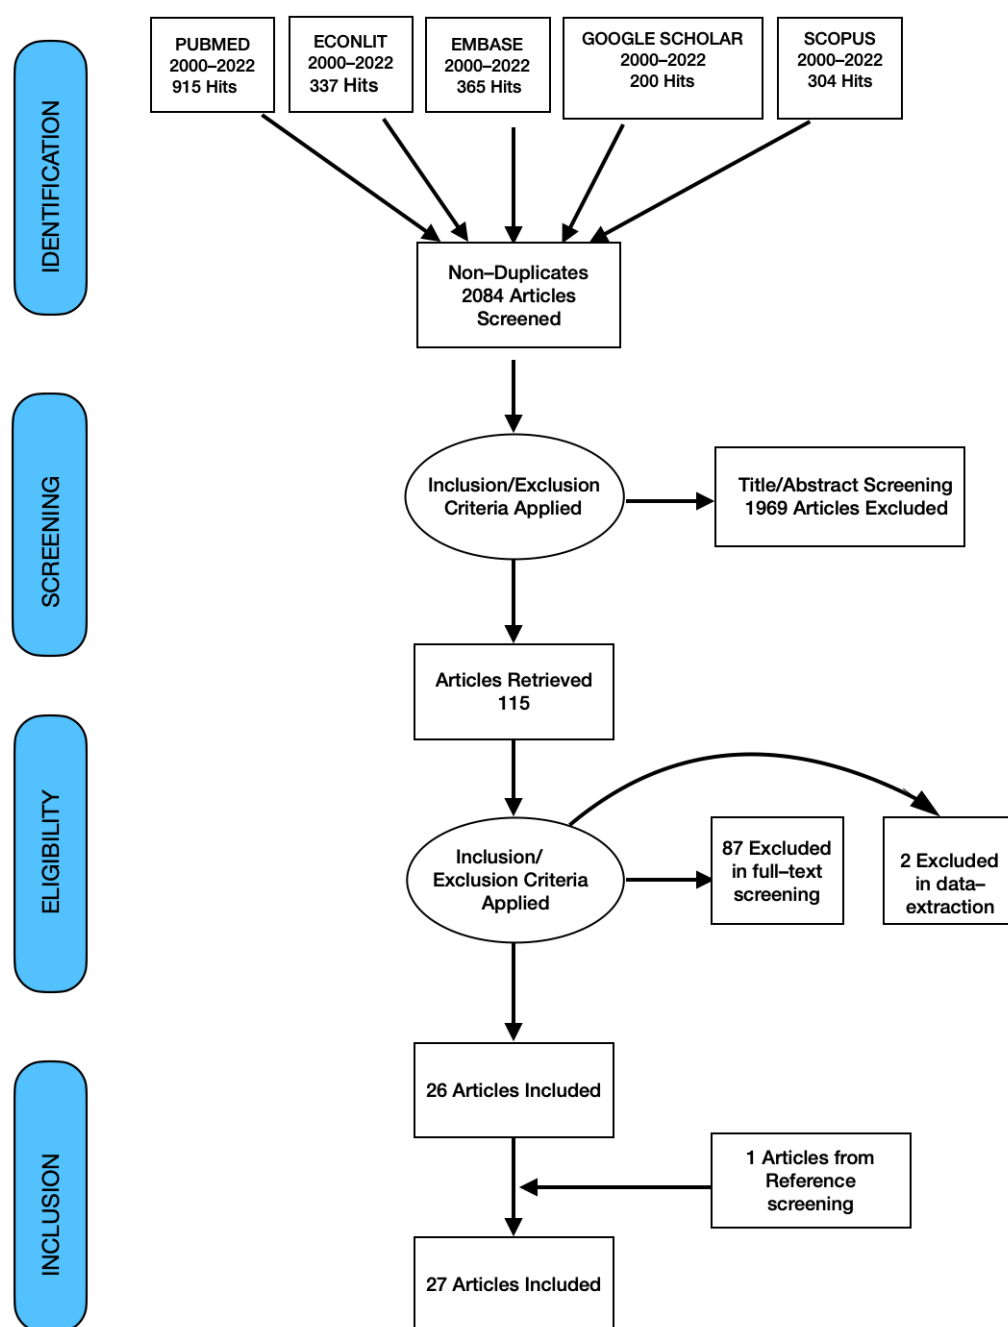 PUBMED
2000–2022
915 Hits
ECONLIT
2000–2022
337 Hits
EMBASE
2000–2022
365 Hits
GOOGLE SCHOLAR
2000–2022
200 Hits
SCOPUS
2000–2022
304 Hits
IDENTIFICATION
Non–Duplicates
2084 Articles
Screened
SCREENING
Inclusion/Exclusion
Criteria Applied
Title/Abstract Screening
1969 Articles Excluded
Articles Retrieved
115
ELIGIBILITY
Inclusion/
Exclusion Criteria
Applied
87 Excluded
in full–text
screening
2 Excluded
in data–
extraction
INCLUSION
26 Articles Included
1 Articles from
Reference
screening
27 Articles Included